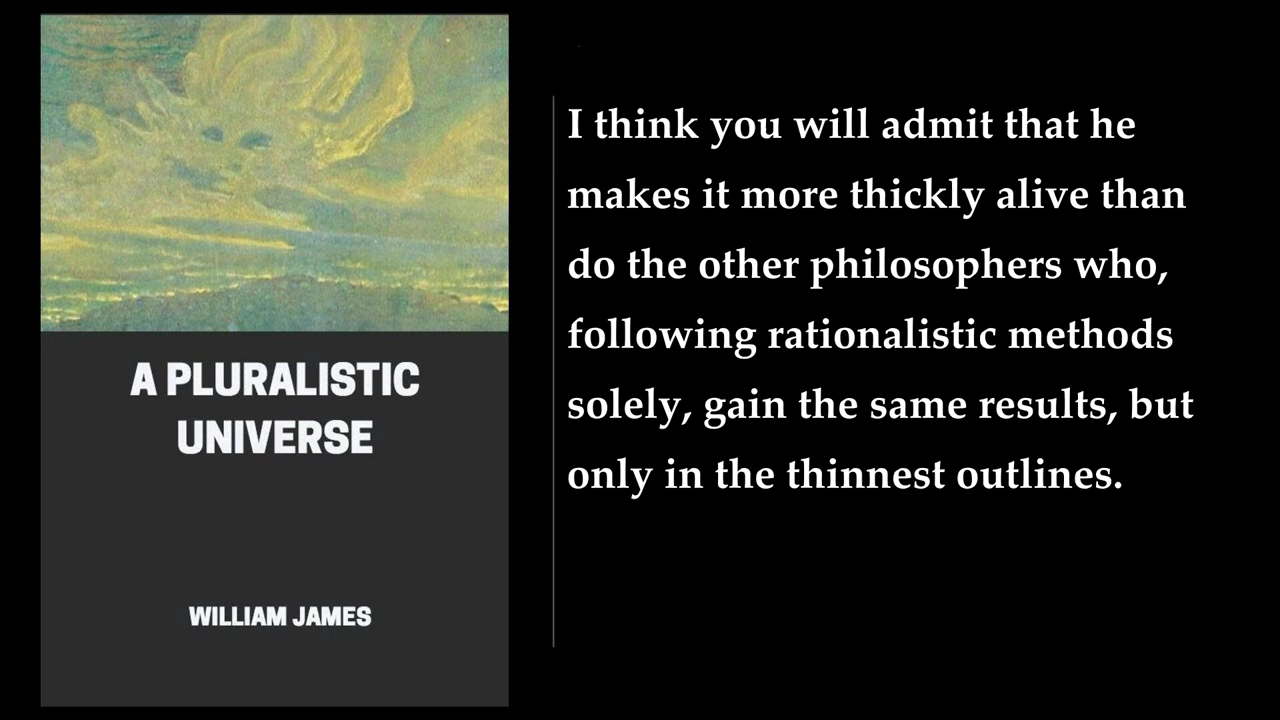 A PLURALISTIC
UNIVERSE
WILLIAM JAMES
I think you will admit that he
makes it more thickly alive than
do the other philosophers who,
following rationalistic methods
solely, gain the same results, but
only in the thinnest outlines.